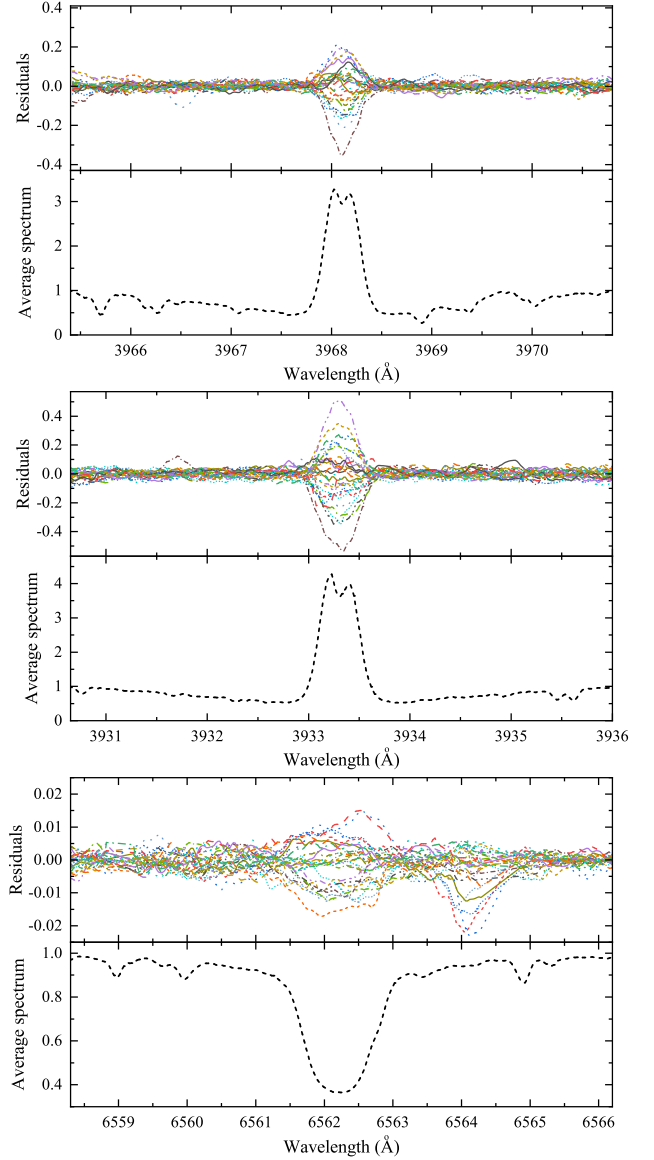 0.4
0.2
0.0
-0.2
-0.4
Residuals
3
2
1
0
Average spectrum
3966 3967 3968 3969 3970
Wavelength (Å)
0.4
0.2
0.0
-0.2
-0.4
Residuals
4
3
2
1
0
Average spectrum
3931 3932 3933 3934 3935 3936
Wavelength (Å)
0.02
0.01
0.00
-0.01
-0.02
Residuals
1.0
0.8
0.6
0.4
Average spectrum
6559 6560 6561 6562 6563 6564 6565 6566
Wavelength (Å)